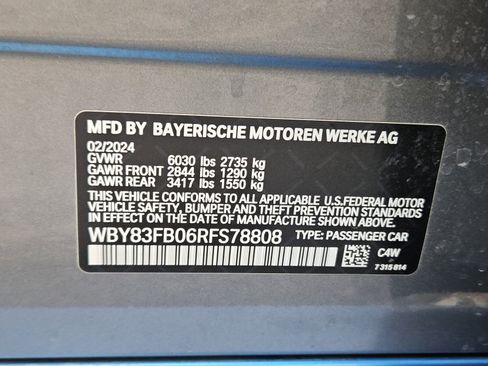 MFD BY BAYERISCHE MOTOREN WERKE AG
02/2024
GVWR 6030 lbs 2735 kg
GAWR FRONT 2844 lbs 1290 kg
GAWR REAR 3417 lbs 1550 kg
THIS VEHICLE CONFORMS TO ALL APPLICABLE U.S.FEDERAL MOTOR
VEHICLE SAFETY, BUMPER AND THEFT PREVENTION STANDARDS IN
EFFECT ON THE DATE OF MANUFACTURE SHOWN ABOVE.
WBY83FB06RFS78808 TYPE: PASSENGER CAR
C4W
7 315 814